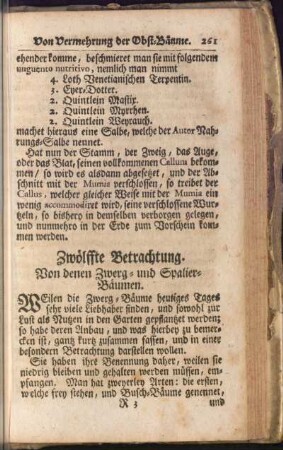 Von Vermehrung der Obst-Bäume. 261
ehender komme, beschmieret man sie mit folgendem
unguento nutritivo, nemlich man nimmt
4. Loth Venetianischen Terpentin.
3. Eyer-Dotter.
2. Quintlein Mastix.
2. Quintlein Myrrhen.
2. Quintlein Weyrauch.
machet hieraus eine Salbe, welche der Autor Nah-
rungs-Salbe nennet.
Hat nun der Stamm, der Zweig, das Auge,
oder das Blat, seinen vollkommenen Callum bekom-
men / so wird es alsdann abgesetzt, und der Ab-
schnitt mit der Mumia verschlossen, so treibet der
Callus, welcher gleicher Weise mit der Mumia ein
wenig accommodiret wird, seine verschlossene Wur-
tzeln, so bishero in demselben verborgen gelegen,
und nunmehro in der Erde zum Vorschein kom-
men werden.
Zwölffte Betrachtung.
Von denen Zwerg- und Spalier-
Bäumen.
WEilen die Zwerg-Bäume heutiges Tages
sehr viele Liebhaber finden, und sowohl zur
Lust als Nutzen in den Garten gepflantzet werden;
so habe deren Anbau, und was hierbey zu bemer-
cken ist, gantz kurtz zusammen fassen, und in einer
besondern Betrachtung darstellen wollen.
Sie haben ihre Benennung daher, weilen sie
niedrig bleiben und gehalten werden müssen, em-
pfangen. Man hat zweyerley Arten: die ersten,
welche frey stehen, und Busch-Bäume genennet,
R 3 und